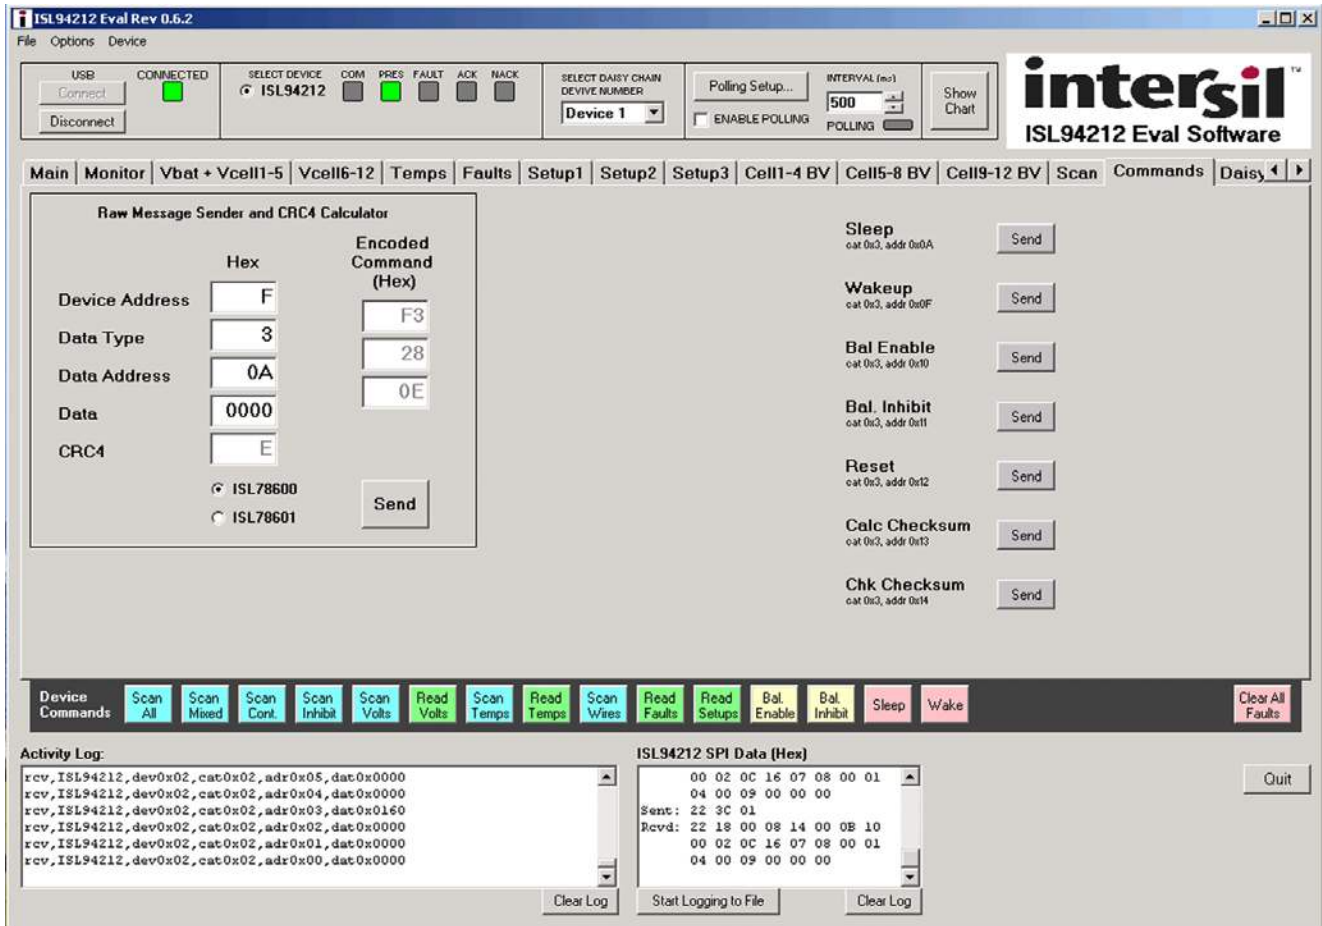 ISL94212 Eval Rev 0.6.2
File Options Device
USB
Connect
Disconnect
CONNECTED
SELECT DEVICE
ISL94212
COM PRES FAULT ACK NACK
SELECT DAISY CHAIN
DEVIVE NUMBER
Device 1
Polling Setup...
ENABLE POLLING
INTERVAL (ms)
500
POLLING
Show
Chart
intersil™
ISL94212 Eval Software
Main Monitor Vbat + Vcell1-5 Vcell6-12 Temps Faults Setup1 Setup2 Setup3 Cell1-4 BV Cell5-8 BV Cell9-12 BV Scan Commands Daisy
Raw Message Sender and CRC4 Calculator
Hex
Encoded
Command
(Hex)
Device Address F
Data Type 3
Data Address 0A
Data 0000
CRC4 E
F3
28
0E
ISL78600
ISL78601
Send
Sleep
cat 0x3, addr 0x0A
Send
Wakeup
cat 0x3, addr 0x0F
Send
Bal Enable
cat 0x3, addr 0x10
Send
Bal. Inhibit
cat 0x3, addr 0x11
Send
Reset
cat 0x3, addr 0x12
Send
Calc Checksum
cat 0x3, addr 0x13
Send
Chk Checksum
cat 0x3, addr 0x14
Send
Device
Commands
Scan
All
Scan
Mixed
Scan
Cont.
Scan
Inhibit
Scan
Volts
Read
Volts
Scan
Temps
Read
Temps
Scan
Wires
Read
Faults
Read
Setups
Bal.
Enable
Bal.
Inhibit
Sleep
Wake
Clear All
Faults
Activity Log:
rcv,ISL94212,dev0x02,cat0x02,adr0x05,dat0x0000
rcv,ISL94212,dev0x02,cat0x02,adr0x04,dat0x0000
rcv,ISL94212,dev0x02,cat0x02,adr0x03,dat0x0160
rcv,ISL94212,dev0x02,cat0x02,adr0x02,dat0x0000
rcv,ISL94212,dev0x02,cat0x02,adr0x01,dat0x0000
rcv,ISL94212,dev0x02,cat0x02,adr0x00,dat0x0000
Clear Log
ISL94212 SPI Data (Hex)
00 02 0C 16 07 08 00 01
04 00 09 00 00 00
Sent: 22 3C 01
Rcvd: 22 18 00 08 14 00 0B 10
00 02 0C 16 07 08 00 01
04 00 09 00 00 00
Start Logging to File
Clear Log
Quit